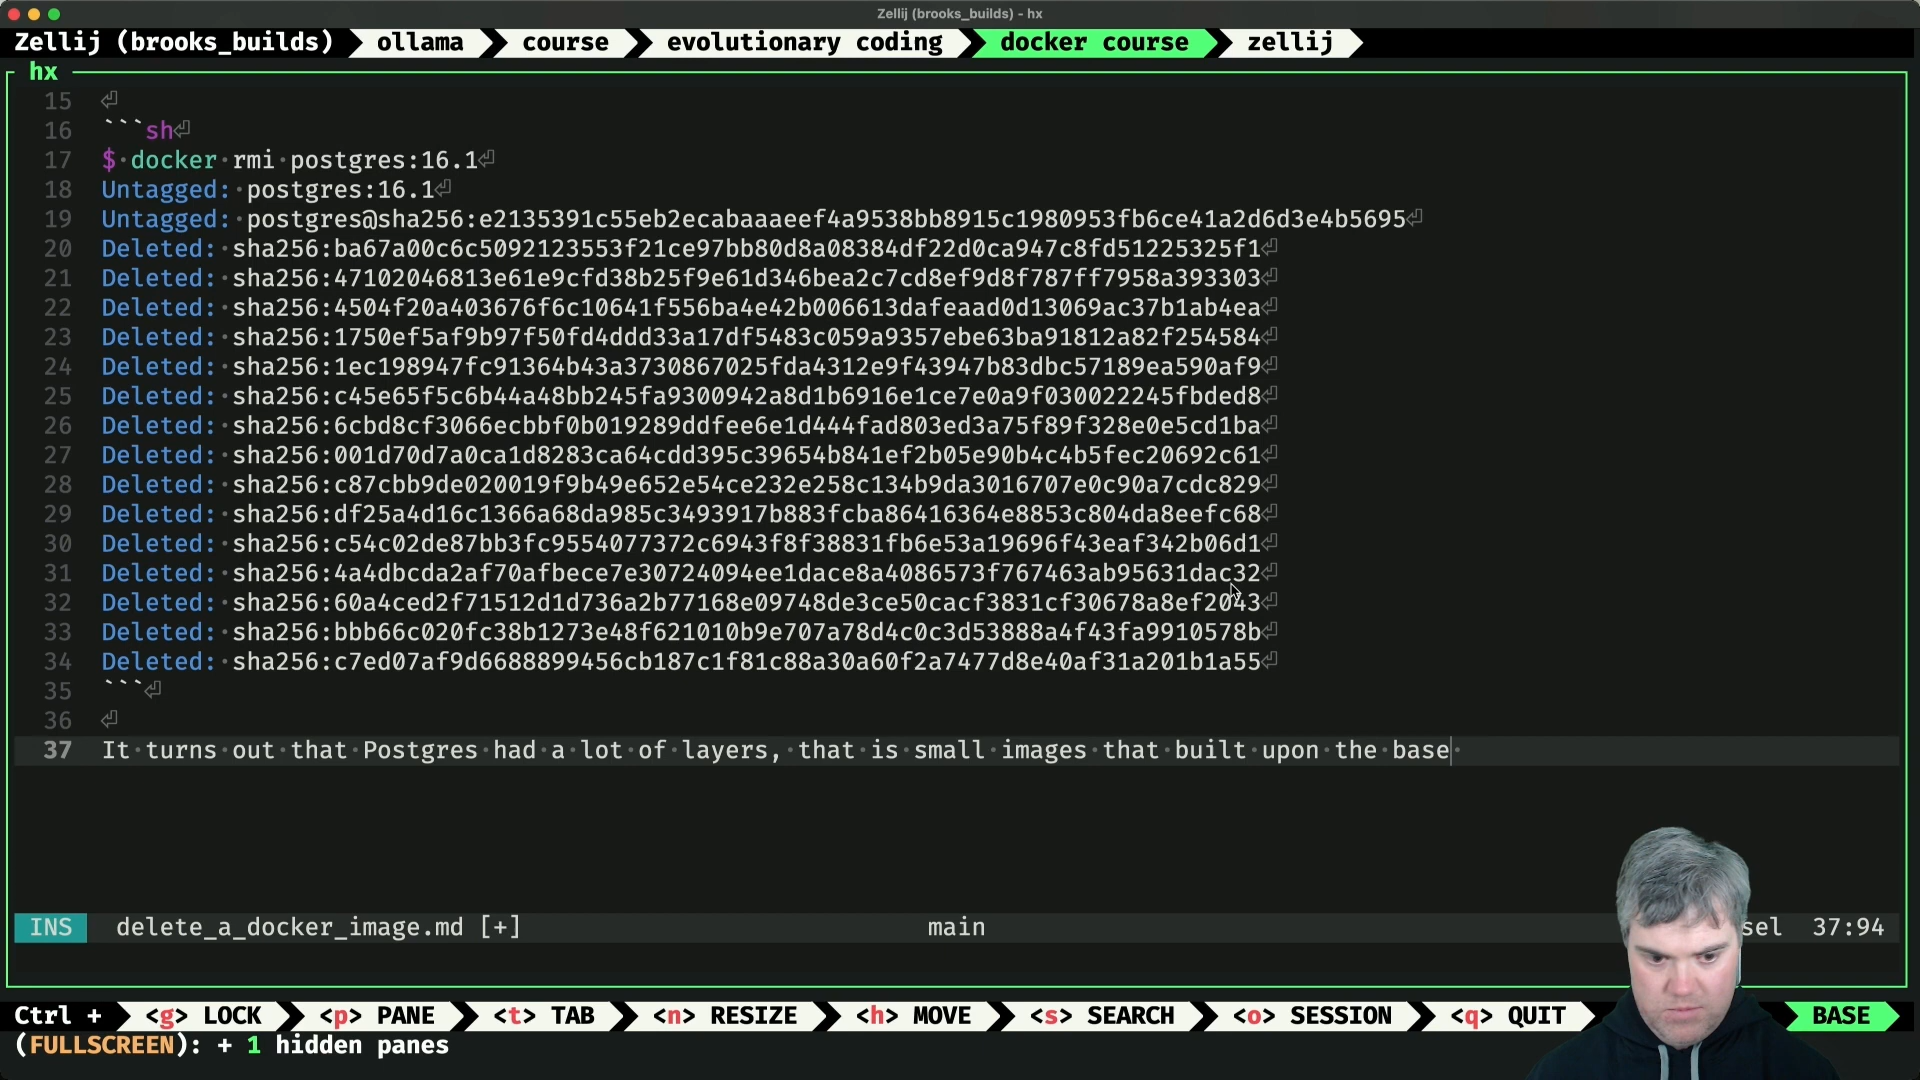 Zellij (brooks_builds) - hx
Zellij (brooks_builds) ollama course evolutionary coding docker course zellij
hx
15
16 ```sh
17 $ docker rmi postgres:16.1
18 Untagged: postgres:16.1
19 Untagged: postgres@sha256:e2135391c55eb2ecabaaaeef4a9538bb8915c1980953fb6ce41a2d6d3e4b5695
20 Deleted: sha256:ba67a00c6c5092123553f21ce97bb80d8a08384df22d0ca947c8fd51225325f1
21 Deleted: sha256:47102046813e61e9cfd38b25f9e61d346bea2c7cd8ef9d8f787ff7958a393303
22 Deleted: sha256:4504f20a403676f6c10641f556ba4e42b006613dafeaad0d13069ac37b1ab4ea
23 Deleted: sha256:1750ef5af9b97f50fd4ddd33a17df5483c059a9357ebe63ba91812a82f254584
24 Deleted: sha256:1ec198947fc91364b43a3730867025fda4312e9f43947b83dbc57189ea590af9
25 Deleted: sha256:c45e65f5c6b44a48bb245fa9300942a8d1b6916e1ce7e0a9f030022245fbded8
26 Deleted: sha256:6cbd8cf3066ecbbf0b019289ddfee6e1d444fad803ed3a75f89f328e0e5cd1ba
27 Deleted: sha256:001d70d7a0ca1d8283ca64cdd395c39654b841ef2b05e90b4c4b5fec20692c61
28 Deleted: sha256:c87cbb9de020019f9b49e652e54ce232e258c134b9da3016707e0c90a7cdc829
29 Deleted: sha256:df25a4d16c1366a68da985c3493917b883fcba86416364e8853c804da8eefc68
30 Deleted: sha256:c54c02de87bb3fc9554077372c6943f8f38831fb6e53a19696f43eaf342b06d1
31 Deleted: sha256:4a4dbcda2af70afbece7e30724094ee1dace8a4086573f767463ab95631dac32
32 Deleted: sha256:60a4ced2f71512d1d736a2b77168e09748de3ce50cacf3831cf30678a8ef2043
33 Deleted: sha256:bbb66c020fc38b1273e48f621010b9e707a78d4c0c3d53888a4f43fa9910578b
34 Deleted: sha256:c7ed07af9d6688899456cb187c1f81c88a30a60f2a7477d8e40af31a201b1a55
35 ```
36
37 It turns out that Postgres had a lot of layers, that is small images that built upon the base
INS delete_a_docker_image.md [+] main sel 37:94
Ctrl + <g> LOCK <p> PANE <t> TAB <n> RESIZE <h> MOVE <s> SEARCH <o> SESSION <q> QUIT BASE
(FULLSCREEN): + 1 hidden panes